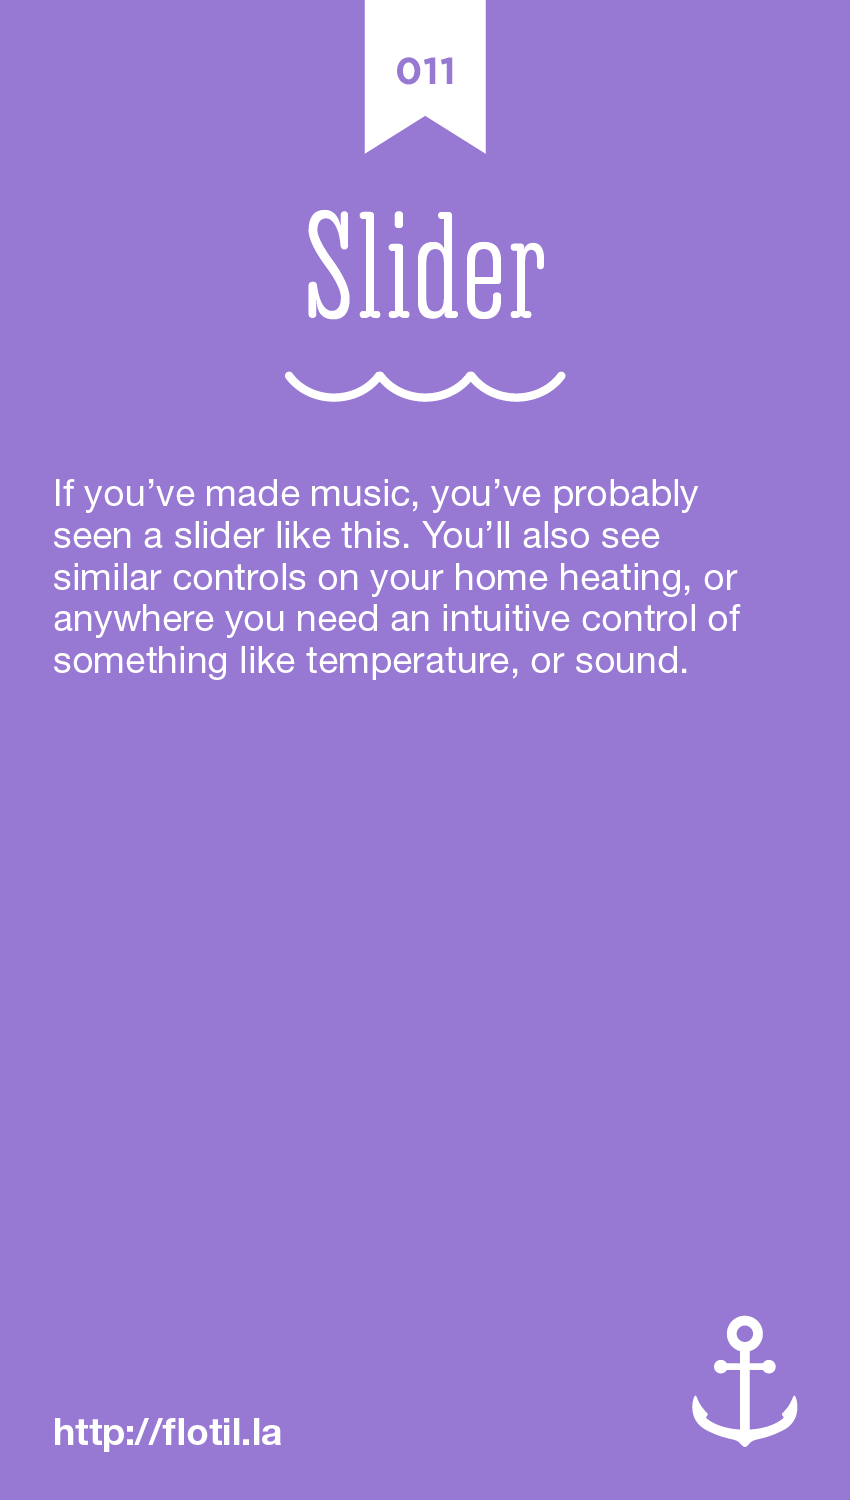 011
Slider
If you’ve made music, you’ve probably
seen a slider like this. You’ll also see
similar controls on your home heating, or
anywhere you need an intuitive control of
something like temperature, or sound.
http://flotil.la